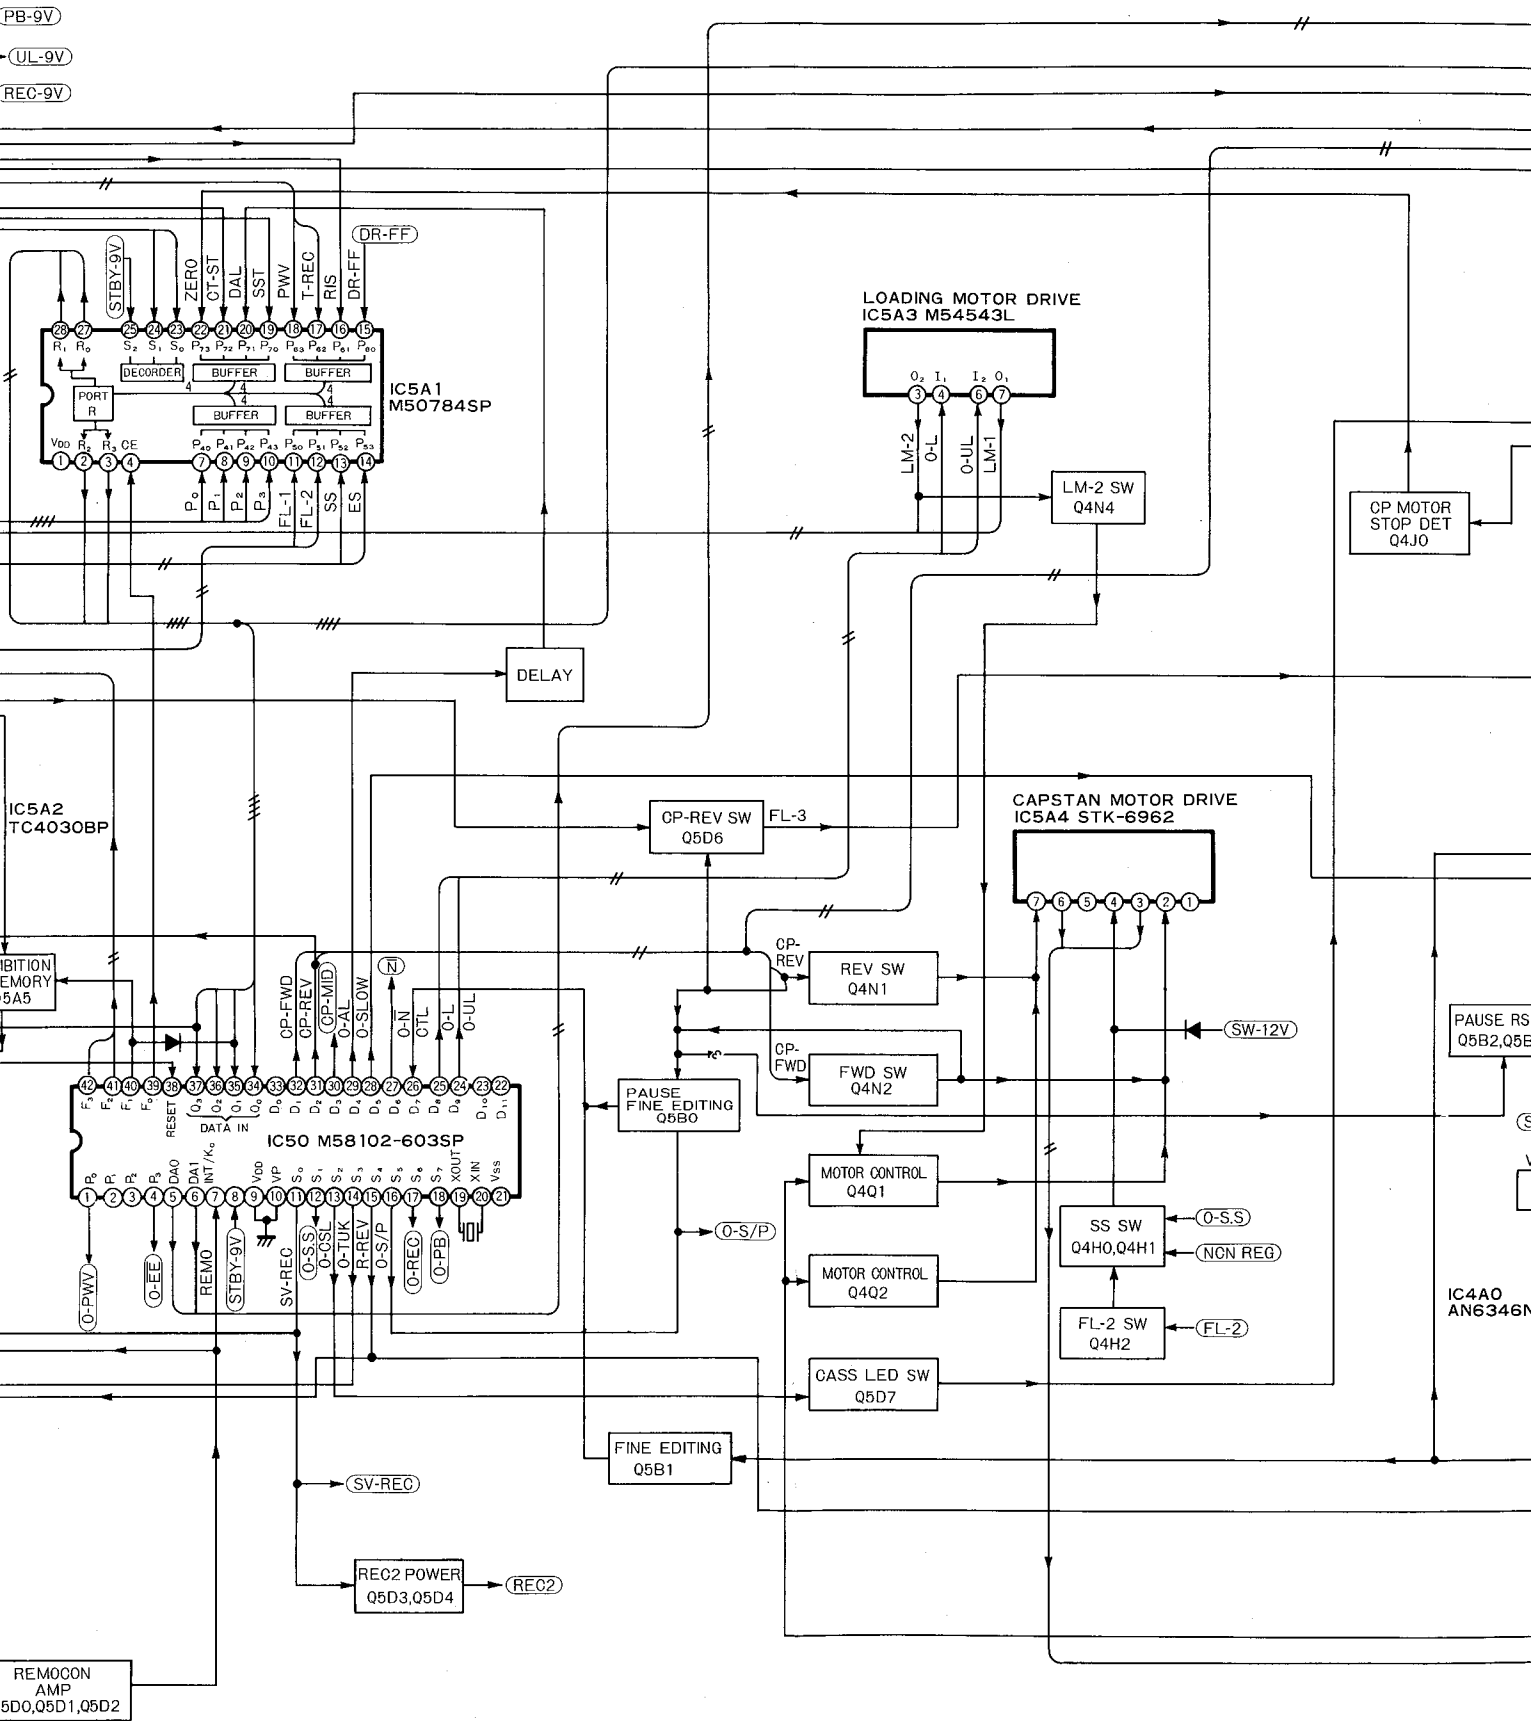 PB-9V
UL-9V
REC-9V
DR-FF
STBY-9V
ZERO
CT-ST
DAL
SST
PWV
T-REC
RIS
DR-FF
28 27 25 24 23 22 21 20 19 18 17 16 15
R₁ R₀ S₂ S₁ S₀ P₇₃ P₇₂ P₇₁ P₇₀ P₆₃ P₆₂ P₆₁ P₆₀
DECORDER
BUFFER
BUFFER
4 4 4
PORT
R
4 4
BUFFER
BUFFER
IC5A1
M50784SP
VDD R₂ R₃ CE P₄₀ P₄₁ P₄₂ P₄₃ P₅₀ P₅₁ P₅₂ P₅₃
1 2 3 4 7 8 9 10 11 12 13 14
P₀
P₁
P₂
P₃
FL-1
FL-2
SS
ES
LOADING MOTOR DRIVE
IC5A3 M54543L
O₂ I₁ I₂ O₁
3 4 6 7
LM-2
O-L
O-UL
LM-1
LM-2 SW
Q4N4
CP MOTOR
STOP DET
Q4J0
DELAY
IC5A2
TC4030BP
CP-REV SW
Q5D6
FL-3
CAPSTAN MOTOR DRIVE
IC5A4 STK-6962
7 6 5 4 3 2 1
IBITION
EMORY
5A5
CP-FWD
CP-REV
CP-MID
O-AL
O-SLOW
N
O-N
CTL
O-L
O-UL
CP-
REV
REV SW
Q4N1
SW-12V
PAUSE RS
Q5B2,Q5B
CP-
FWD
FWD SW
Q4N2
PAUSE
FINE EDITING
Q5B0
42 41 40 39 38 37 36 35 34 33 32 31 30 29 28 27 26 25 24 23 22
F₃ F₂ F₁ F₀ RESET Q₃ Q₂ Q₁ Q₀ D₀ D₁ D₂ D₃ D₄ D₅ D₆ D₇ D₈ D₉ D₁₀ D₁₁
DATA IN
IC50 M58102-603SP
P₀ P₁ P₂ P₃ DA0 DA1 INT/K₀ VDD VP S₀ S₁ S₂ S₃ S₄ S₅ S₆ S₇ XOUT XIN VSS
1 2 3 4 5 6 7 8 9 10 11 12 13 14 15 16 17 18 19 20 21
O-PWV
O-EE
REMO
STBY-9V
SV-REC
O-S.S
O-CSL
O-TUK
R-REV
O-S/P
O-REC
O-PB
O-S/P
MOTOR CONTROL
Q4Q1
SS SW
Q4H0,Q4H1
O-S.S
NCN REG
MOTOR CONTROL
Q4Q2
FL-2 SW
Q4H2
FL-2
IC4A0
AN6346N
CASS LED SW
Q5D7
FINE EDITING
Q5B1
SV-REC
REC2 POWER
Q5D3,Q5D4
REC2
REMOCON
AMP
5D0,Q5D1,Q5D2